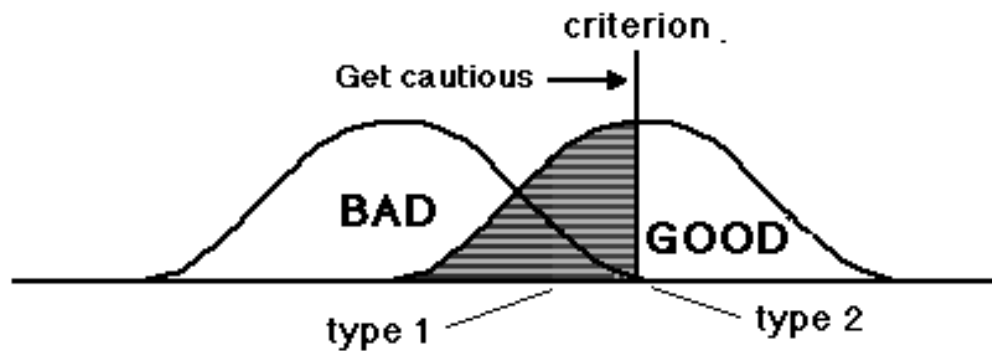 criterion
Get cautious
BAD
GOOD
type 1
type 2